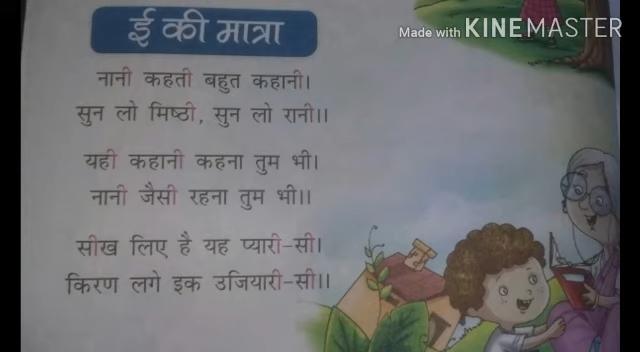 ई की मात्रा
Made with KINEMASTER
नानी कहती बहुत कहानी।
सुन लो मिष्ठी, सुन लो रानी।।
यही कहानी कहना तुम भी।
नानी जैसी रहना तुम भी।।
सीख लिए है यह प्यारी-सी।
किरण लगे इक उजियारी-सी।।